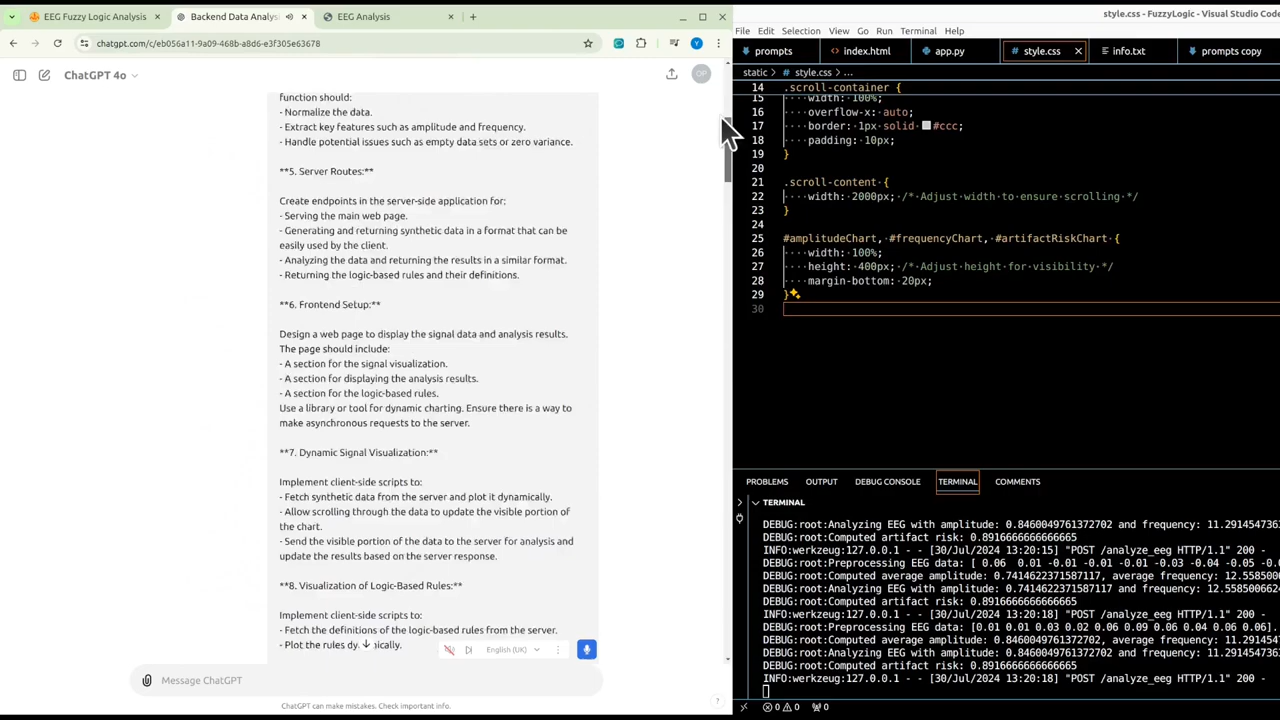 EEG Fuzzy Logic Analysis
Backend Data Analys
EEG Analysis
chatgpt.com/c/eb056a11-9a09-468b-a8d6-e3f305e63678
Y
ChatGPT 4o
OP
function should:
- Normalize the data.
- Extract key features such as amplitude and frequency.
- Handle potential issues such as empty data sets or zero variance.
**5. Server Routes:**
Create endpoints in the server-side application for:
- Serving the main web page.
- Generating and returning synthetic data in a format that can be
easily used by the client.
- Analyzing the data and returning the results in a similar format.
- Returning the logic-based rules and their definitions.
**6. Frontend Setup:**
Design a web page to display the signal data and analysis results.
The page should include:
- A section for the signal visualization.
- A section for displaying the analysis results.
- A section for the logic-based rules.
Use a library or tool for dynamic charting. Ensure there is a way to
make asynchronous requests to the server.
**7. Dynamic Signal Visualization:**
Implement client-side scripts to:
- Fetch synthetic data from the server and plot it dynamically.
- Allow scrolling through the data to update the visible portion of
the chart.
- Send the visible portion of the data to the server for analysis and
update the results based on the server response.
**8. Visualization of Logic-Based Rules:**
Implement client-side scripts to:
- Fetch the definitions of the logic-based rules from the server.
- Plot the rules dy ically.
English (UK)
Message ChatGPT
ChatGPT can make mistakes. Check important info.
?
style.css - FuzzyLogic - Visual Studio Code
File Edit Selection View Go Run Terminal Help
prompts
index.html
app.py
# style.css
info.txt
prompts copy
static > # style.css > ...
14 .scroll-container {
15 width: 100%;
16 overflow-x: auto;
17 border: 1px solid #ccc;
18 padding: 10px;
19 }
20
21 .scroll-content {
22 width: 2000px; /* Adjust width to ensure scrolling */
23 }
24
25 #amplitudeChart, #frequencyChart, #artifactRiskChart {
26 width: 100%;
27 height: 400px; /* Adjust height for visibility */
28 margin-bottom: 20px;
29 }
30
PROBLEMS OUTPUT DEBUG CONSOLE TERMINAL COMMENTS
TERMINAL
DEBUG:root:Analyzing EEG with amplitude: 0.8460049761372702 and frequency: 11.291454736
DEBUG:root:Computed artifact risk: 0.8916666666666665
INFO:werkzeug:127.0.0.1 - - [30/Jul/2024 13:20:15] "POST /analyze_eeg HTTP/1.1" 200 -
DEBUG:root:Preprocessing EEG data: [ 0.06 0.01 -0.01 -0.01 -0.01 -0.03 -0.04 -0.05 -0.0
DEBUG:root:Computed average amplitude: 0.7414622371587117, average frequency: 12.5585095
DEBUG:root:Analyzing EEG with amplitude: 0.7414622371587117 and frequency: 12.558500662
DEBUG:root:Computed artifact risk: 0.8916666666666665
INFO:werkzeug:127.0.0.1 - - [30/Jul/2024 13:20:18] "POST /analyze_eeg HTTP/1.1" 200 -
DEBUG:root:Preprocessing EEG data: [0.01 0.01 0.03 0.02 0.06 0.09 0.06 0.04 0.06 0.06].
DEBUG:root:Computed average amplitude: 0.8460049761372702, average frequency: 11.291454
DEBUG:root:Analyzing EEG with amplitude: 0.8460049761372702 and frequency: 11.291454736
DEBUG:root:Computed artifact risk: 0.8916666666666665
INFO:werkzeug:127.0.0.1 - - [30/Jul/2024 13:20:18] "POST /analyze_eeg HTTP/1.1" 200 -
0 0 0